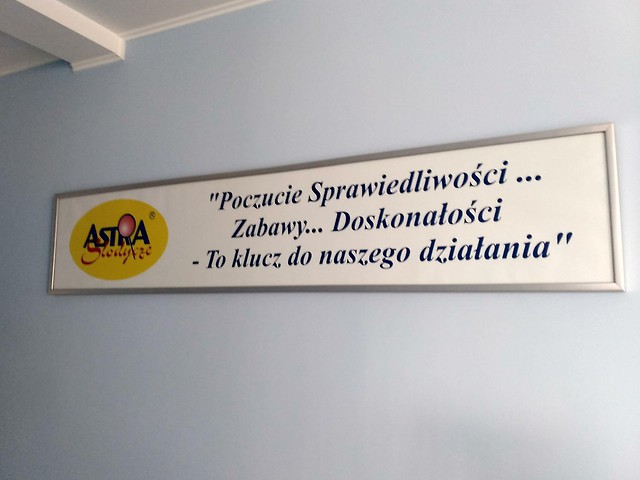 ASTRA
Słodycze
®
"Poczucie Sprawiedliwości ...
Zabawy... Doskonałości
- To klucz do naszego działania"